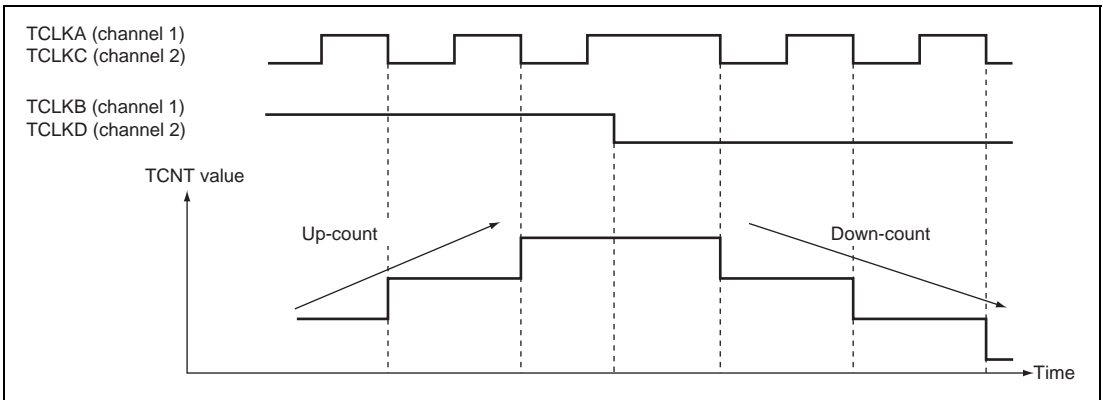 TCLKA (channel 1)
TCLKC (channel 2)
TCLKB (channel 1)
TCLKD (channel 2)
TCNT value
Up-count
Down-count
Time